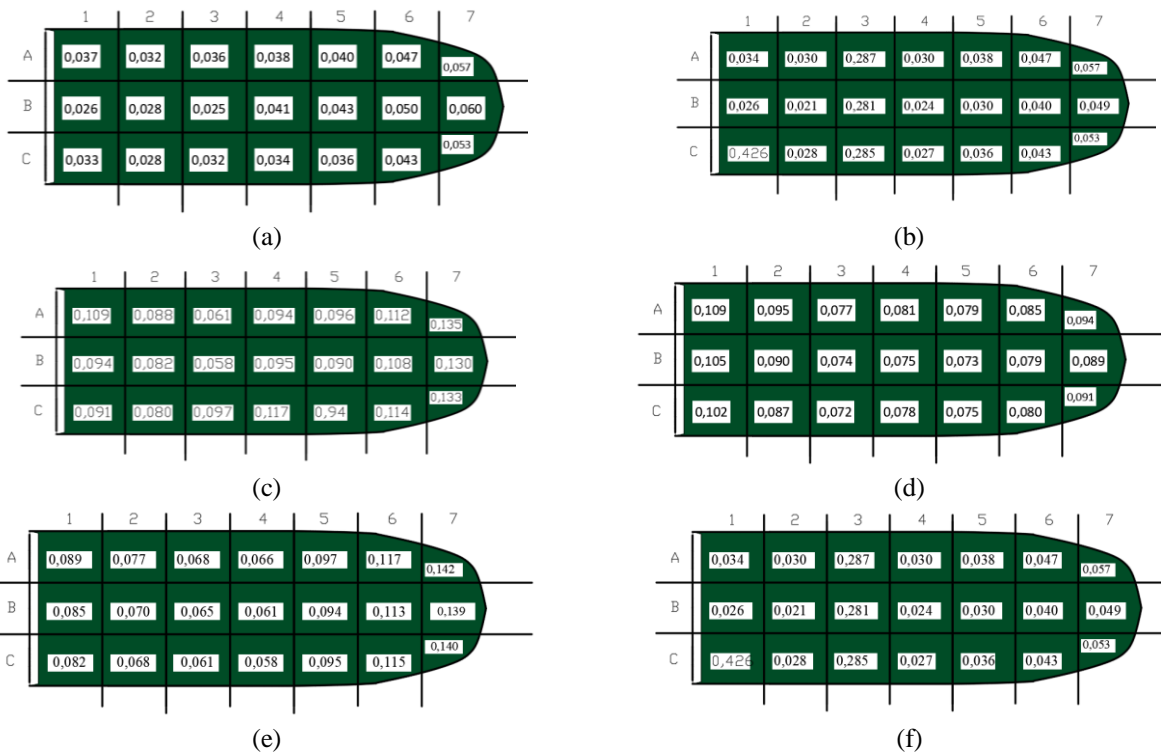 1 2 3 4 5 6 7
A 0,037 0,032 0,036 0,038 0,040 0,047 0,057
B 0,026 0,028 0,025 0,041 0,043 0,050 0,060
C 0,033 0,028 0,032 0,034 0,036 0,043 0,053
(a)
1 2 3 4 5 6 7
A 0,034 0,030 0,287 0,030 0,038 0,047 0,057
B 0,026 0,021 0,281 0,024 0,030 0,040 0,049
C 0,426 0,028 0,285 0,027 0,036 0,043 0,053
(b)
1 2 3 4 5 6 7
A 0,109 0,088 0,061 0,094 0,096 0,112 0,135
B 0,094 0,082 0,058 0,095 0,090 0,108 0,130
C 0,091 0,080 0,097 0,117 0,94 0,114 0,133
(c)
1 2 3 4 5 6 7
A 0,109 0,095 0,077 0,081 0,079 0,085 0,094
B 0,105 0,090 0,074 0,075 0,073 0,079 0,089
C 0,102 0,087 0,072 0,078 0,075 0,080 0,091
(d)
1 2 3 4 5 6 7
A 0,089 0,077 0,068 0,066 0,097 0,117 0,142
B 0,085 0,070 0,065 0,061 0,094 0,113 0,139
C 0,082 0,068 0,061 0,058 0,095 0,115 0,140
(e)
1 2 3 4 5 6 7
A 0,034 0,030 0,287 0,030 0,038 0,047 0,057
B 0,026 0,021 0,281 0,024 0,030 0,040 0,049
C 0,426 0,028 0,285 0,027 0,036 0,043 0,053
(f)